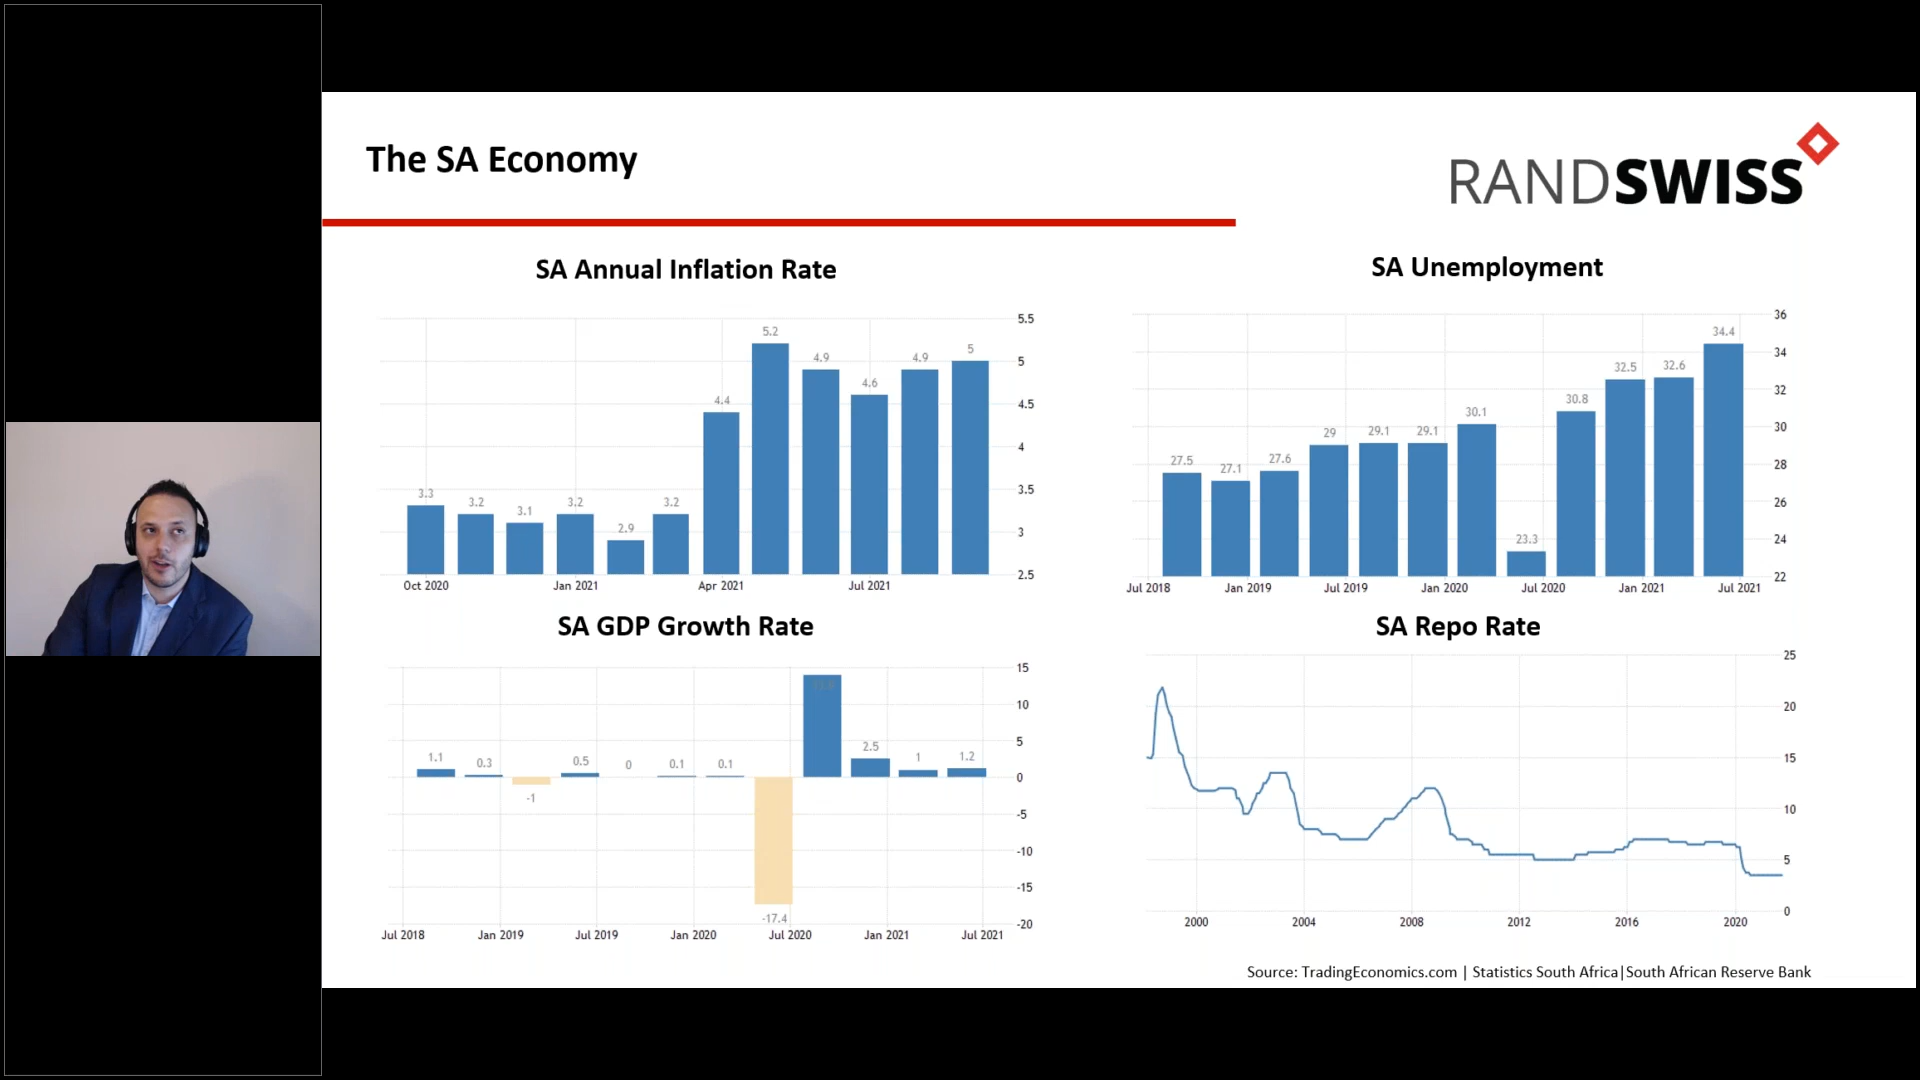 The SA Economy
RANDSWISS
SA Annual Inflation Rate
5.5
5
4.5
4
3.5
3
2.5
3.3
3.2
3.1
3.2
2.9
3.2
4.4
5.2
4.9
4.6
4.9
5
Oct 2020
Jan 2021
Apr 2021
Jul 2021
SA Unemployment
36
34
32
30
28
26
24
22
27.5
27.1
27.6
29
29.1
29.1
30.1
23.3
30.8
32.5
32.6
34.4
Jul 2018
Jan 2019
Jul 2019
Jan 2020
Jul 2020
Jan 2021
Jul 2021
SA GDP Growth Rate
15
10
5
0
-5
-10
-15
-20
1.1
0.3
-1
0.5
0
0.1
0.1
-17.4
2.5
1
1.2
Jul 2018
Jan 2019
Jul 2019
Jan 2020
Jul 2020
Jan 2021
Jul 2021
SA Repo Rate
25
20
15
10
5
0
2000
2004
2008
2012
2016
2020
Source: TradingEconomics.com | Statistics South Africa|South African Reserve Bank